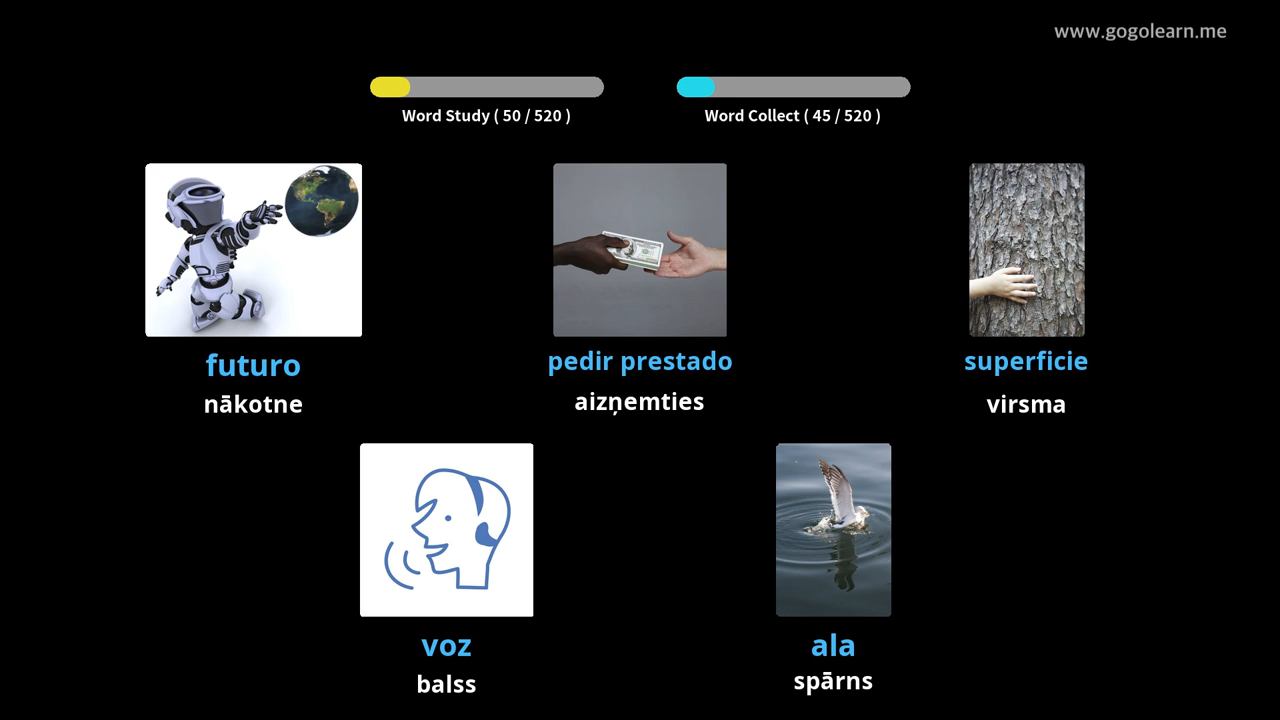 www.gogolearn.me
Word Study ( 50 / 520 )
Word Collect ( 45 / 520 )
futuro
nākotne
pedir prestado
aizņemties
superficie
virsma
voz
balss
ala
spārns